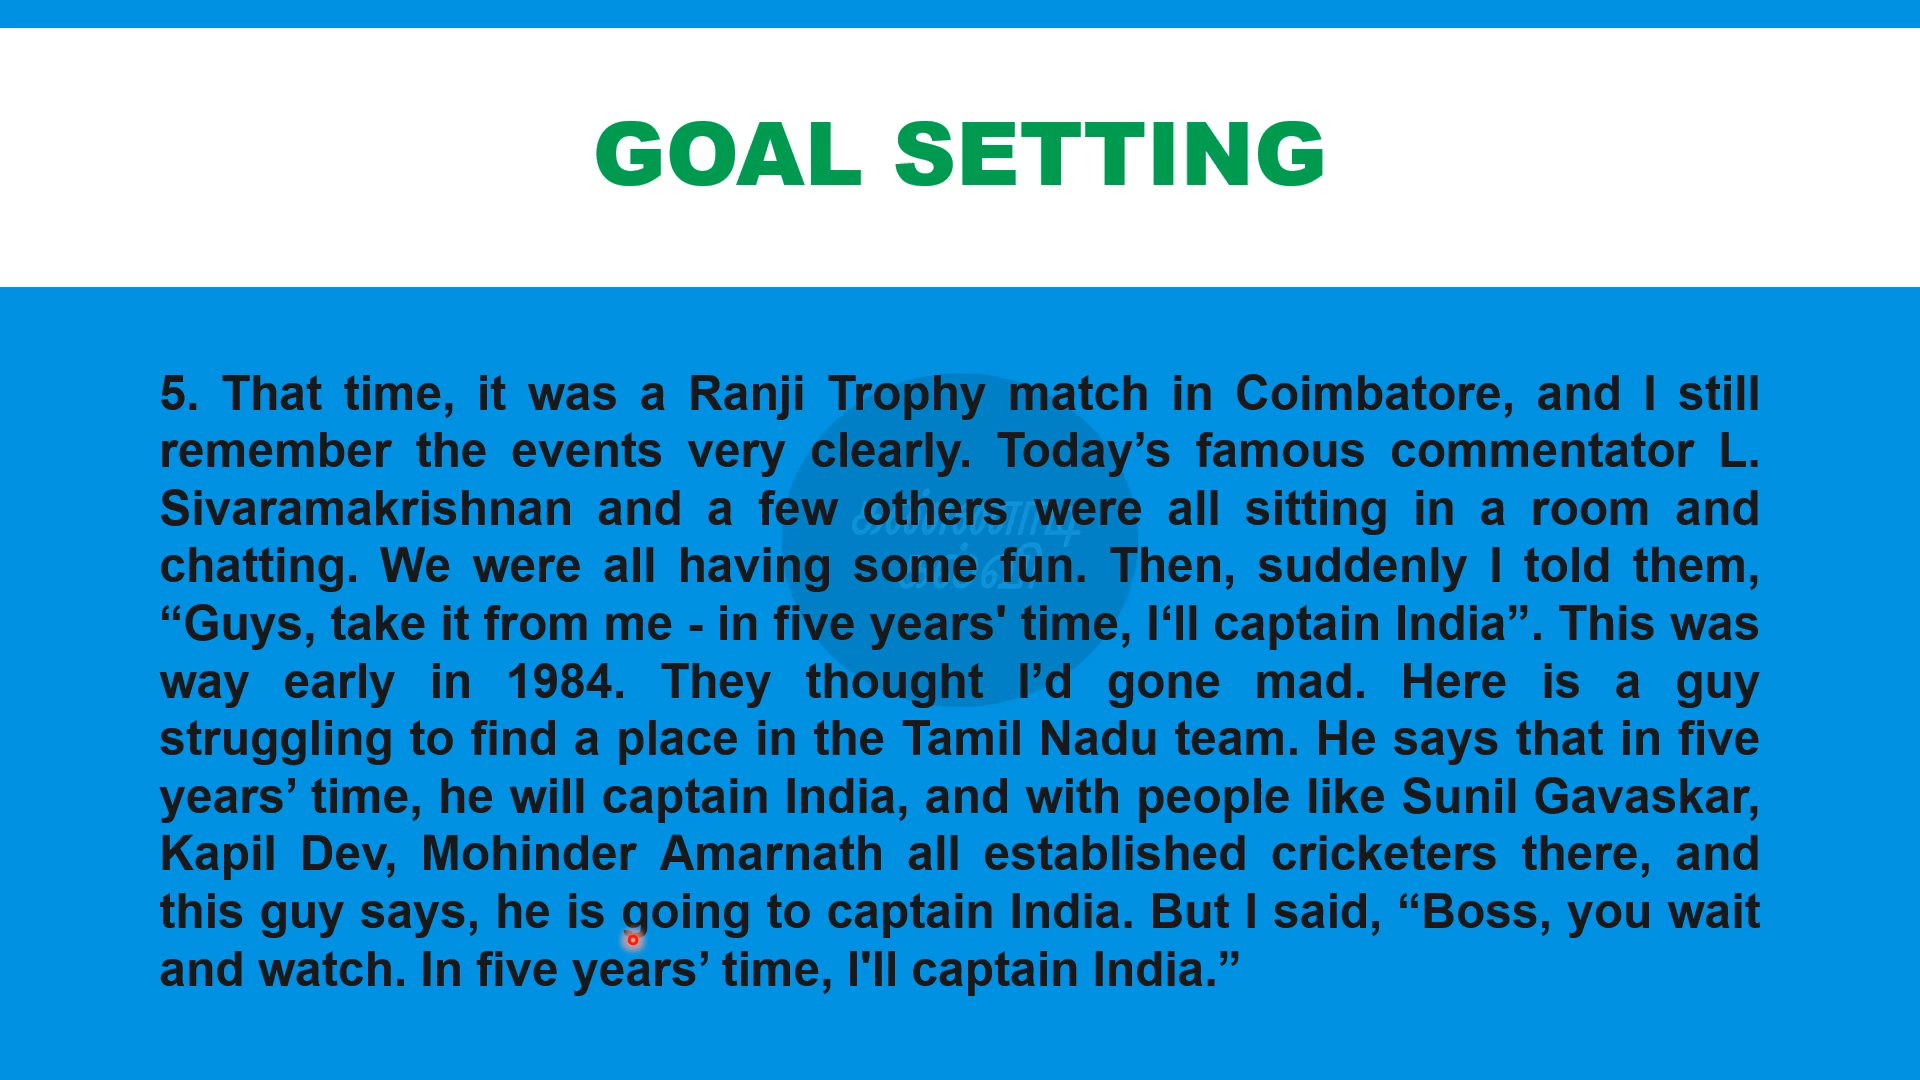 GOAL SETTING
5. That time, it was a Ranji Trophy match in Coimbatore, and I still
remember the events very clearly. Today’s famous commentator L.
Sivaramakrishnan and a few others were all sitting in a room and
chatting. We were all having some fun. Then, suddenly I told them,
“Guys, take it from me - in five years' time, I‘ll captain India”. This was
way early in 1984. They thought I’d gone mad. Here is a guy
struggling to find a place in the Tamil Nadu team. He says that in five
years’ time, he will captain India, and with people like Sunil Gavaskar,
Kapil Dev, Mohinder Amarnath all established cricketers there, and
this guy says, he is going to captain India. But I said, “Boss, you wait
and watch. In five years’ time, I'll captain India.”